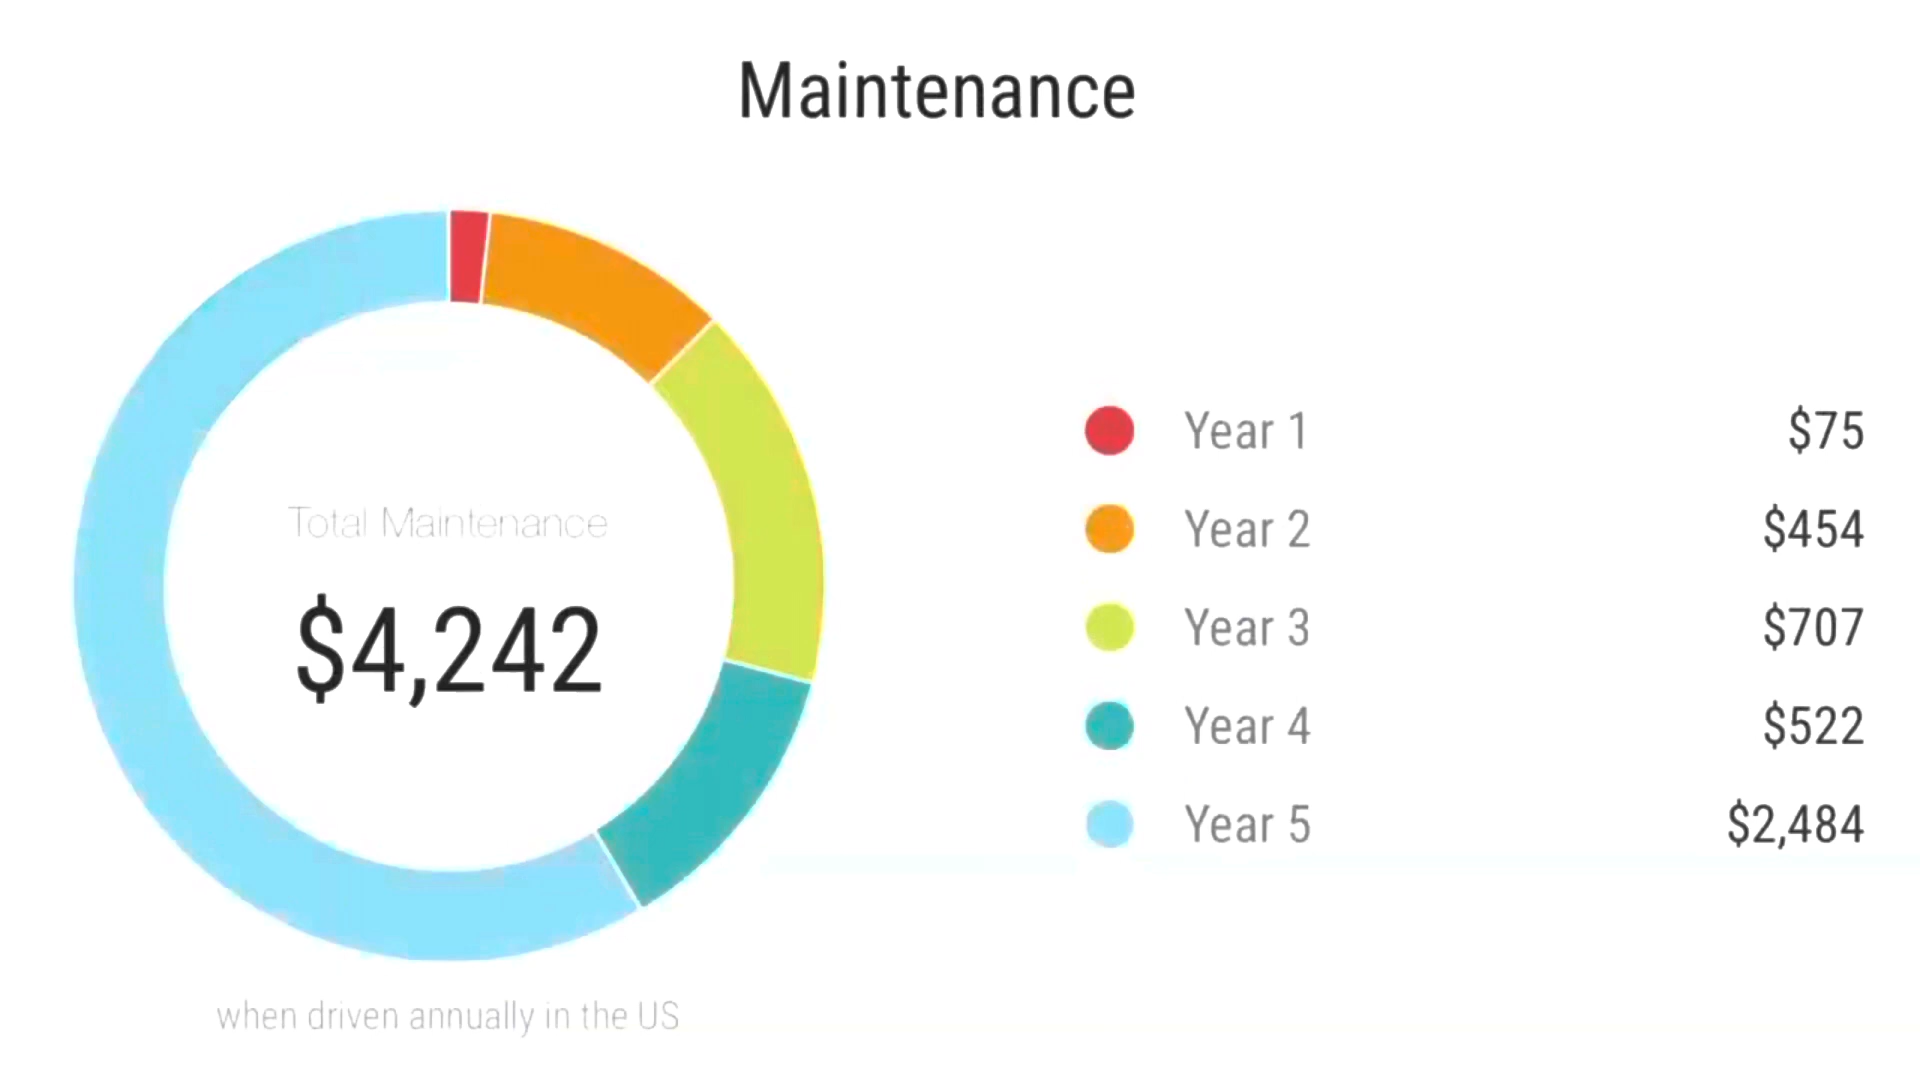 Maintenance
Total Maintenance
$4,242
Year 1 $75
Year 2 $454
Year 3 $707
Year 4 $522
Year 5 $2,484
when driven annually in the US